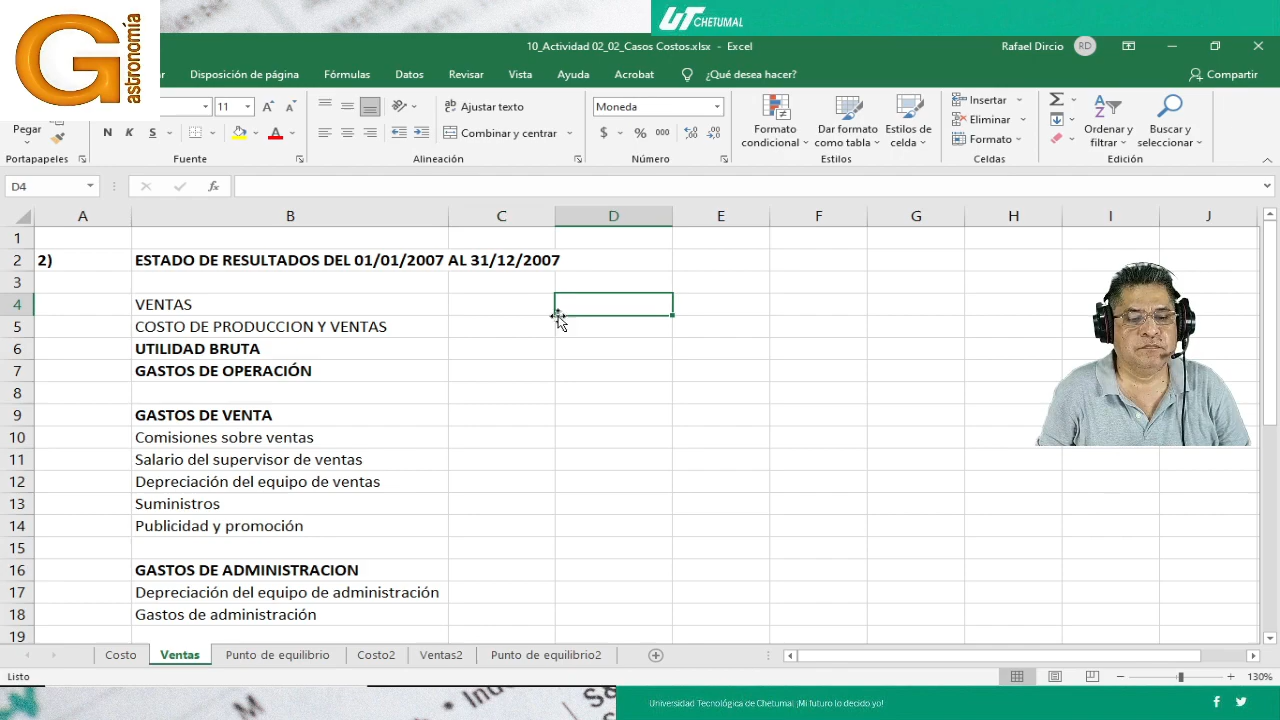 Gastronomía
UT CHETUMAL
10_Actividad 02_02_Casos Costos.xlsx - Excel
Rafael Dircio RD
Disposición de página Fórmulas Datos Revisar Vista Ayuda Acrobat ¿Qué desea hacer? Compartir
Pegar
Portapapeles
11 A A
N K S A
Fuente
Ajustar texto
Combinar y centrar
Alineación
Moneda
$ % 000
Número
Formato condicional
Dar formato como tabla
Estilos de celda
Estilos
Insertar
Eliminar
Formato
Celdas
Ordenar y filtrar
Buscar y seleccionar
Edición
D4 fx
A B C D E F G H I J
1
2 2) ESTADO DE RESULTADOS DEL 01/01/2007 AL 31/12/2007
3
4 VENTAS
5 COSTO DE PRODUCCION Y VENTAS
6 UTILIDAD BRUTA
7 GASTOS DE OPERACIÓN
8
9 GASTOS DE VENTA
10 Comisiones sobre ventas
11 Salario del supervisor de ventas
12 Depreciación del equipo de ventas
13 Suministros
14 Publicidad y promoción
15
16 GASTOS DE ADMINISTRACION
17 Depreciación del equipo de administración
18 Gastos de administración
19
Costo Ventas Punto de equilibrio Costo2 Ventas2 Punto de equilibrio2
Listo 130%
Universidad Tecnológica de Chetumal ¡Mi futuro lo decido yo!